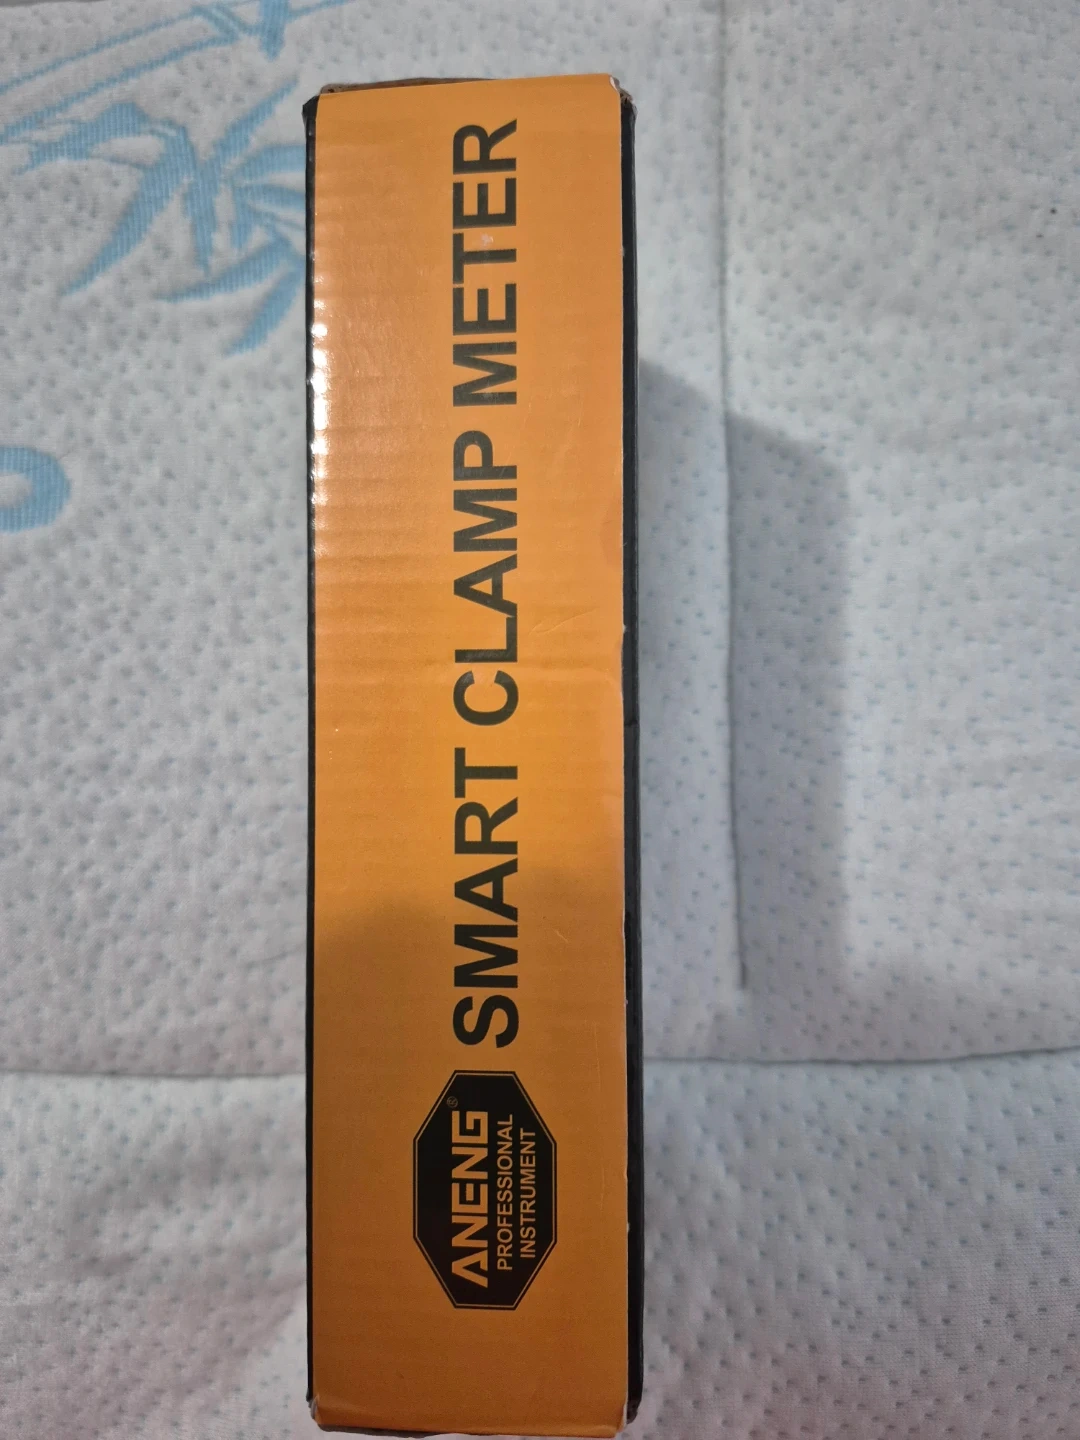 SMART CLAMP METER
ANENG®
PROFESSIONAL
INSTRUMENT